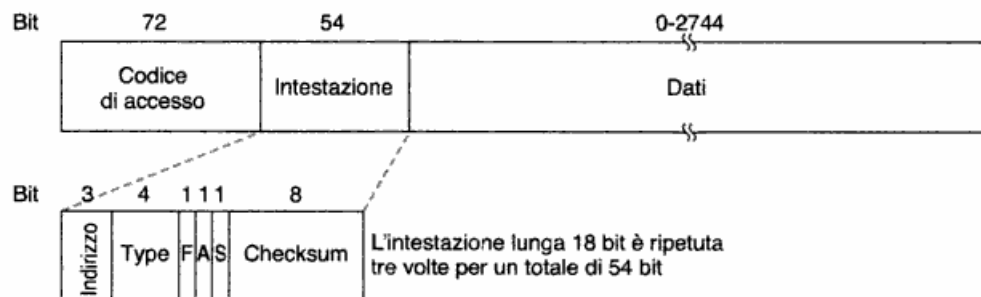 Bit 72 54 0-2744
Codice
di accesso
Intestazione
Dati
Bit 3 4 1 1 1 8
Indirizzo
Type
F
A
S
Checksum
L'intestazione lunga 18 bit è ripetuta
tre volte per un totale di 54 bit